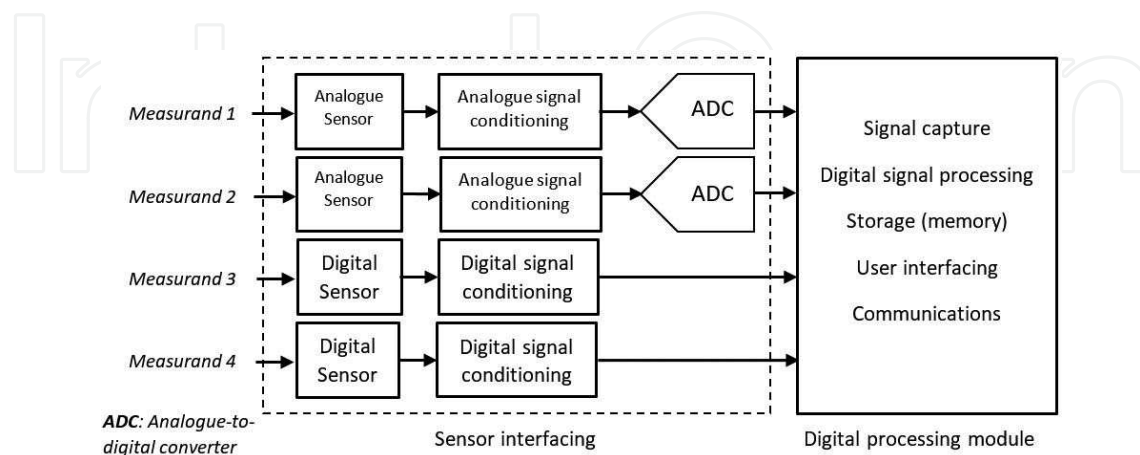 Measurand 1
Analogue
Sensor
Analogue signal
conditioning
ADC
Measurand 2
Analogue
Sensor
Analogue signal
conditioning
ADC
Measurand 3
Digital
Sensor
Digital signal
conditioning
Measurand 4
Digital
Sensor
Digital signal
conditioning
Signal capture
Digital signal processing
Storage (memory)
User interfacing
Communications
ADC: Analogue-to-
digital converter
Sensor interfacing
Digital processing module